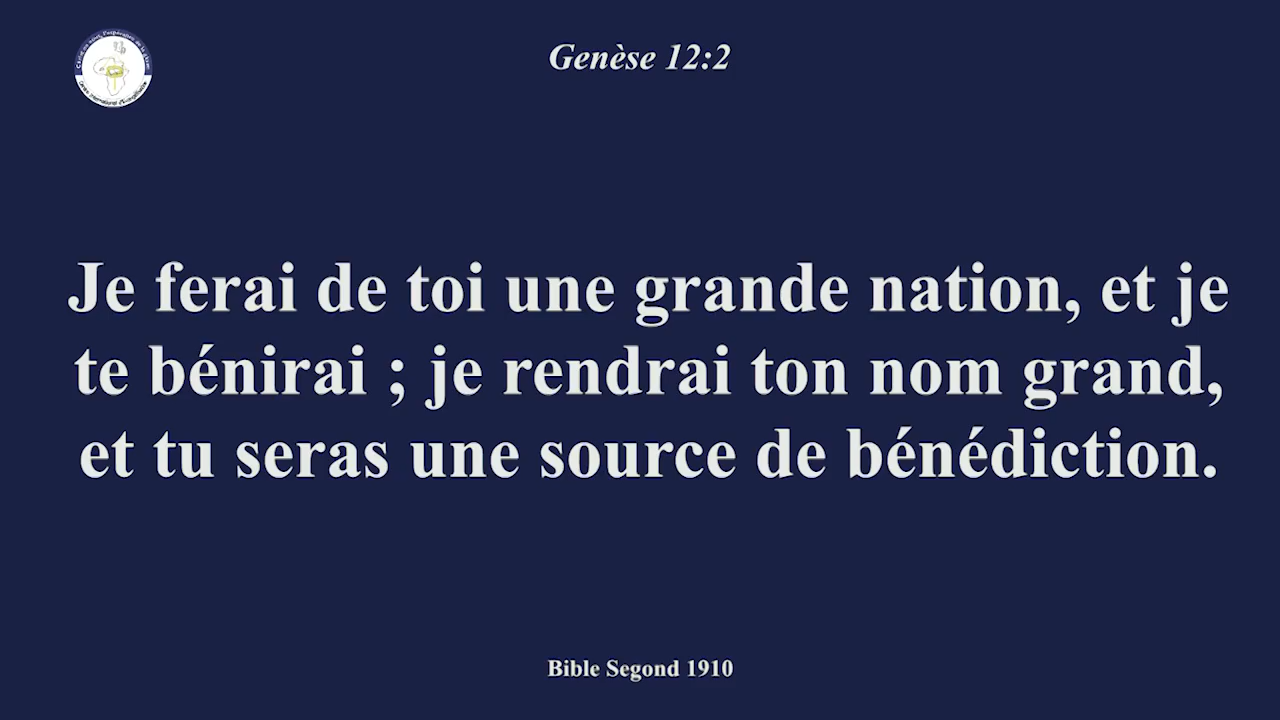 Genèse 12:2
Je ferai de toi une grande nation, et je
te bénirai ; je rendrai ton nom grand,
et tu seras une source de bénédiction.
Bible Segond 1910